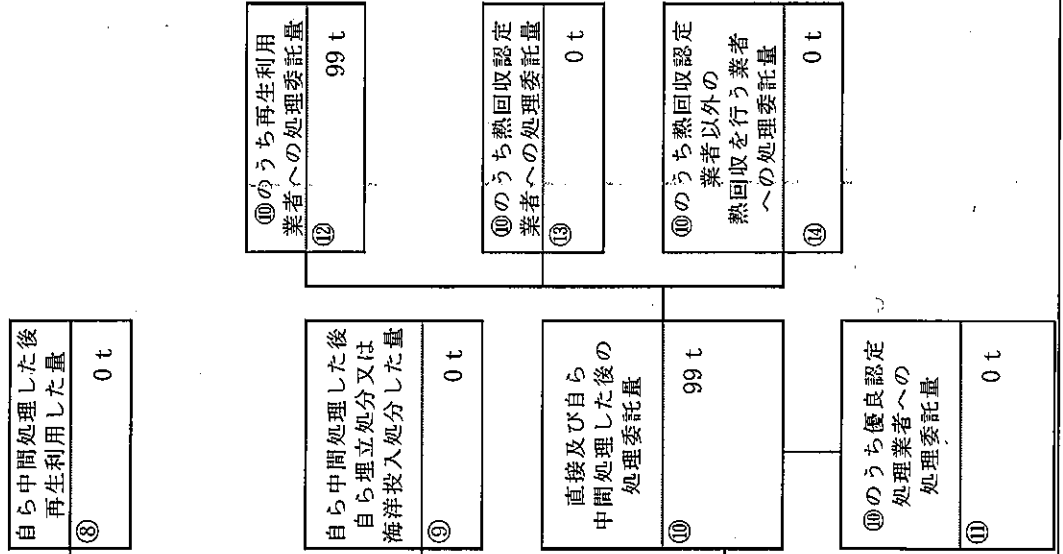 自ら中間処理した後
再生利用した量
⑧
0 t
自ら中間処理した後
自ら埋立処分又は
海洋投入処分した量
⑨
0 t
直接及び自ら
中間処理した後の
処理委託量
⑩
99 t
⑩のうち優良認定
処理業者への
処理委託量
⑪
0 t
⑩のうち再生利用
業者への処理委託量
⑫
99 t
⑩のうち熱回収認定
業者への処理委託量
⑬
0 t
⑩のうち熱回収認定
業者以外の
熱回収を行う業者
への処理委託量
⑭
0 t